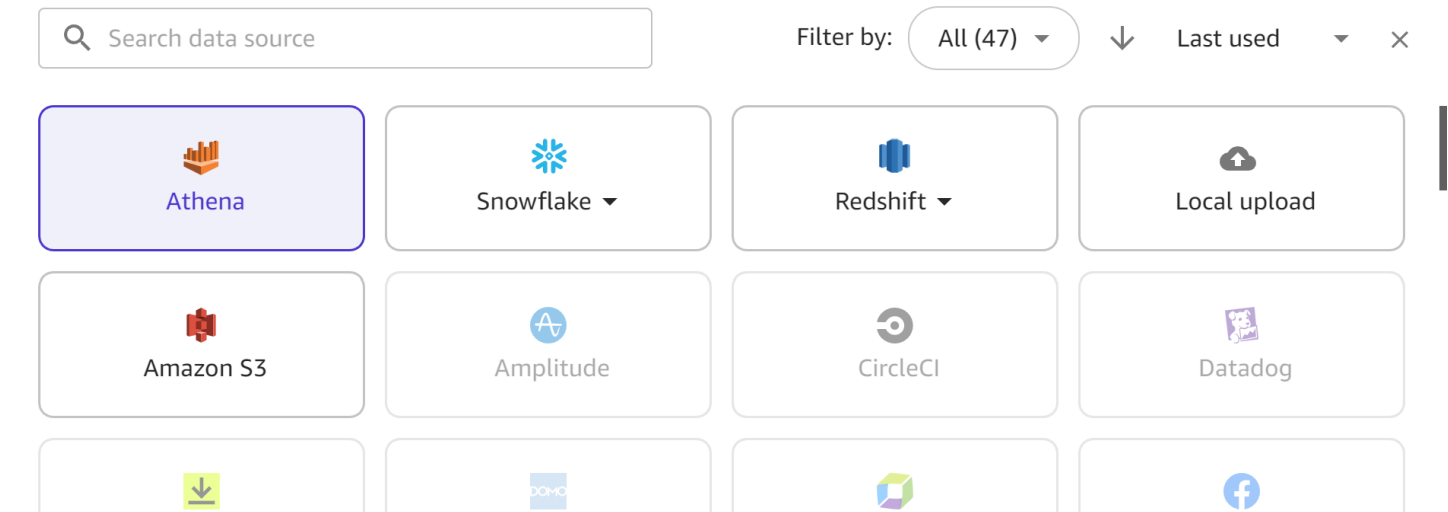 Search data source
Filter by: All (47) Last used
Athena Snowflake Redshift Local upload
Amazon S3 Amplitude CircleCI Datadog
DOMO